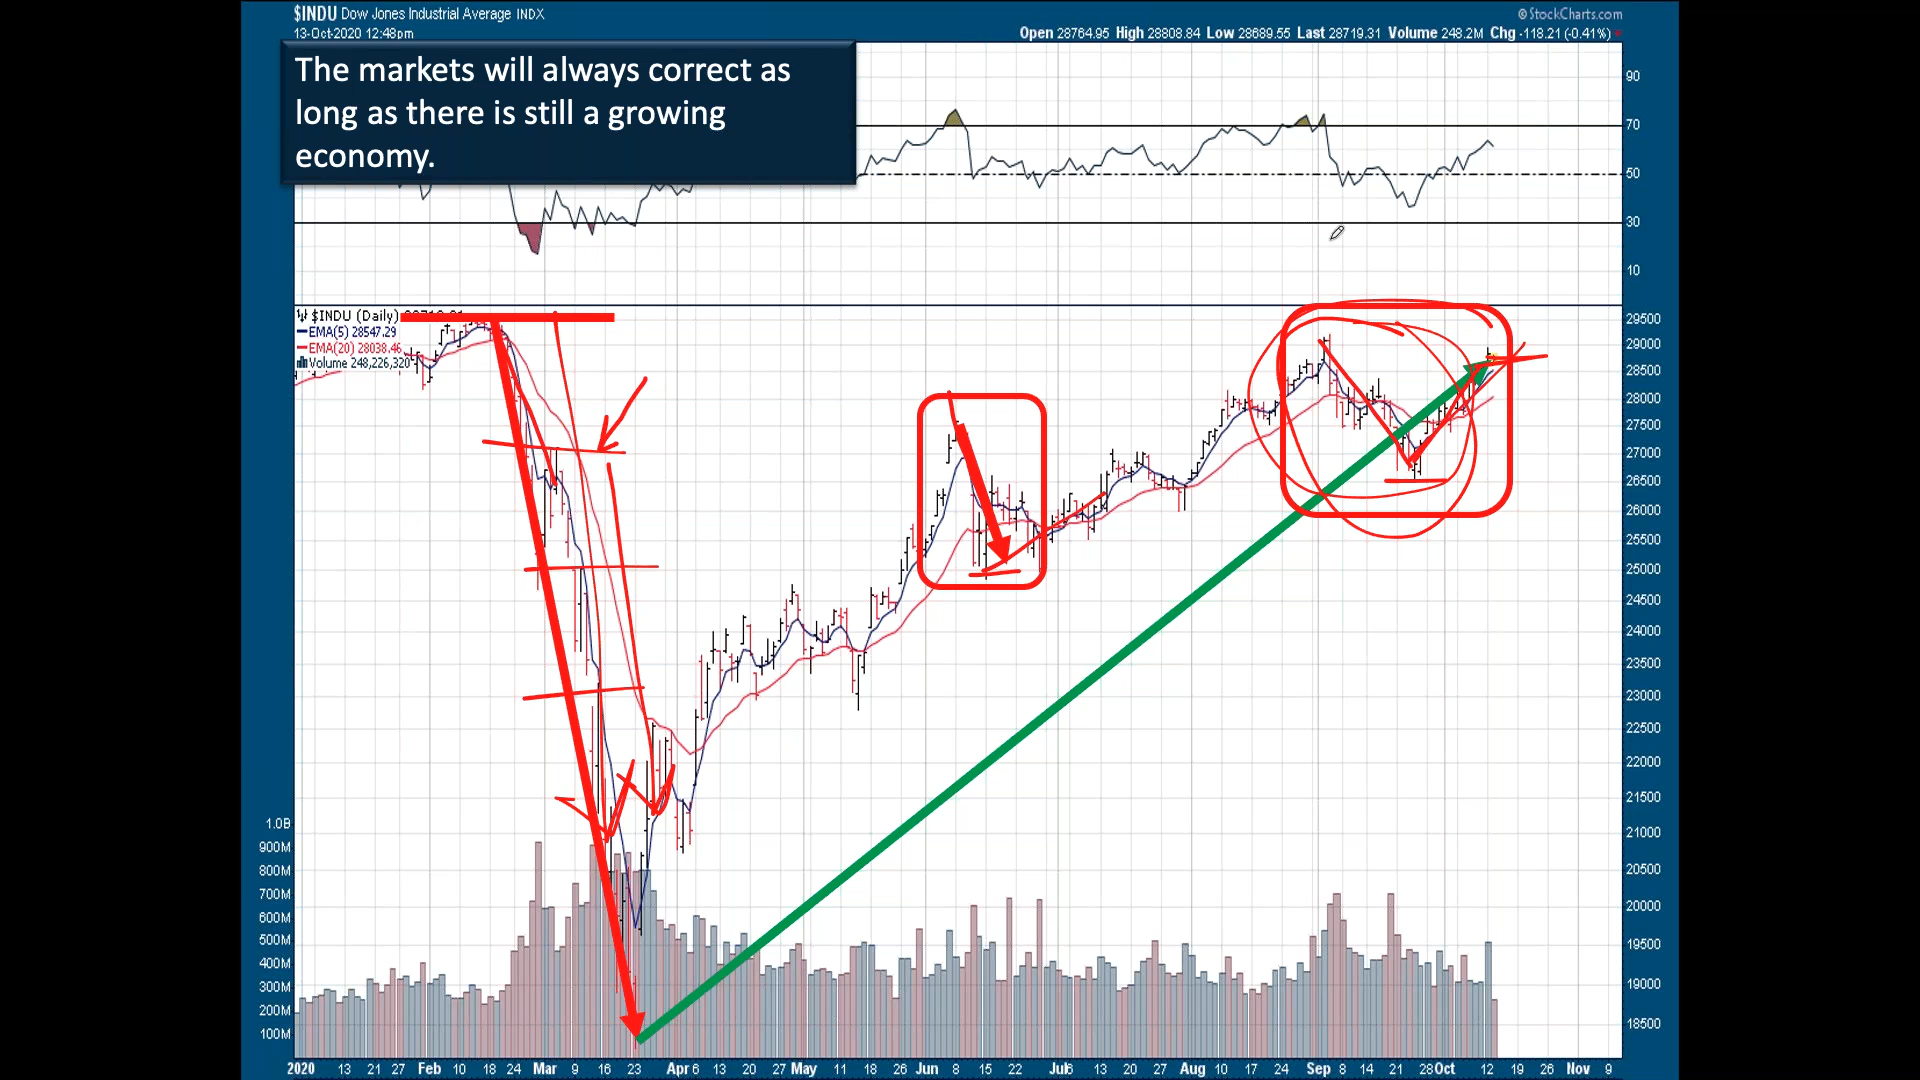 $INDU Dow Jones Industrial Average INDX
© StockCharts.com
13-Oct-2020 12:48pm
Open 28764.95 High 28808.84 Low 28689.55 Last 28719.31 Volume 248.2M Chg -118.21 (-0.41%)
The markets will always correct as
long as there is still a growing
economy.
90
70
50
30
10
$INDU (Daily)
EMA(5) 28547.29
EMA(20) 28038.46
Volume 248,226,320
29500
29000
28500
28000
27500
27000
26500
26000
25500
25000
24500
24000
23500
23000
22500
22000
21500
21000
20500
20000
19500
19000
18500
1.0B
900M
800M
700M
600M
500M
400M
300M
200M
100M
2020 13 21 27 Feb 10 18 24 Mar 9 16 23 Apr 6 13 20 27 May 11 18 26 Jun 8 15 22 Jul 6 13 20 27 Aug 10 17 24 Sep 8 14 21 28 Oct 12 19 26 Nov 9